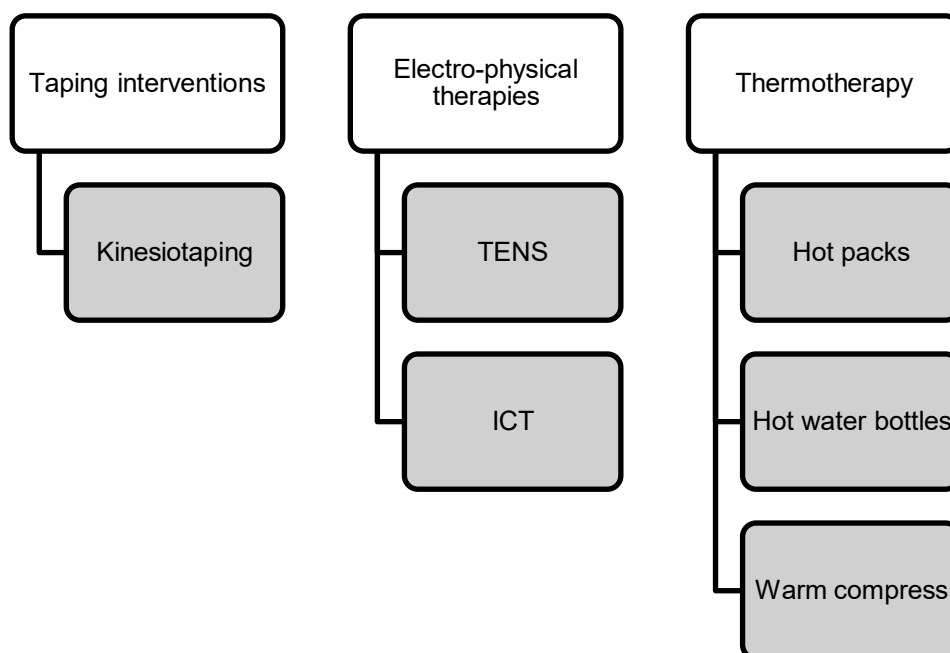 Taping interventions
Kinesiotaping
Electro-physical
therapies
TENS
ICT
Thermotherapy
Hot packs
Hot water bottles
Warm compress